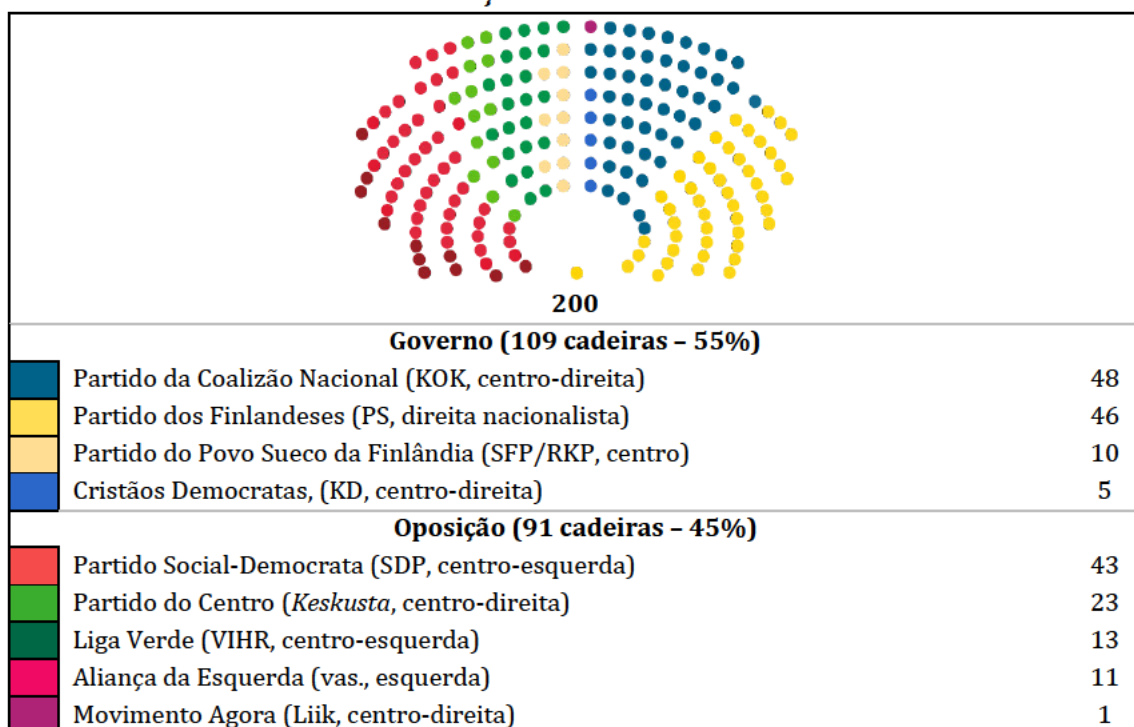 200
Governo (109 cadeiras – 55%)
Partido da Coalizão Nacional (KOK, centro-direita) 48
Partido dos Finlandeses (PS, direita nacionalista) 46
Partido do Povo Sueco da Finlândia (SFP/RKP, centro) 10
Cristãos Democratas, (KD, centro-direita) 5
Oposição (91 cadeiras – 45%)
Partido Social-Democrata (SDP, centro-esquerda) 43
Partido do Centro (Keskusta, centro-direita) 23
Liga Verde (VIHR, centro-esquerda) 13
Aliança da Esquerda (vas., esquerda) 11
Movimento Agora (Liik, centro-direita) 1